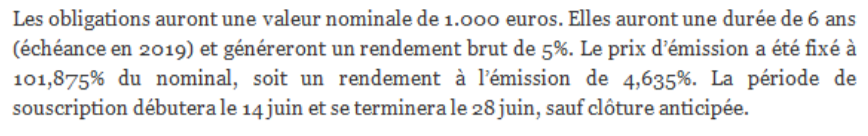 Les obligations auront une valeur nominale de 1.000 euros. Elles auront une durée de 6 ans
(échéance en 2019) et généreront un rendement brut de 5%. Le prix d’émission a été fixé à
101,875% du nominal, soit un rendement à l’émission de 4,635%. La période de
souscription débutera le 14 juin et se terminera le 28 juin, sauf clôture anticipée.